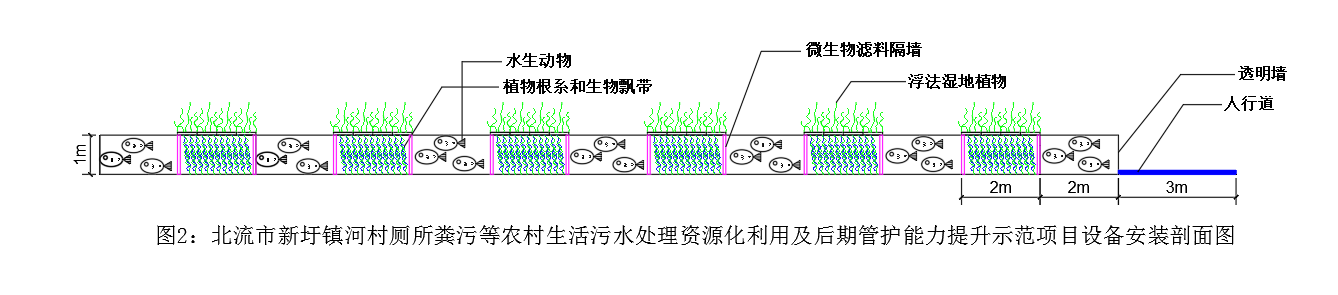 水生动物
植物根系和生物飘带
微生物滤料隔墙
浮法湿地植物
透明墙
人行道
1m
2m
2m
3m
图2：北流市新圩镇河村厕所粪污等农村生活污水处理资源化利用及后期管护能力提升示范项目设备安装剖面图